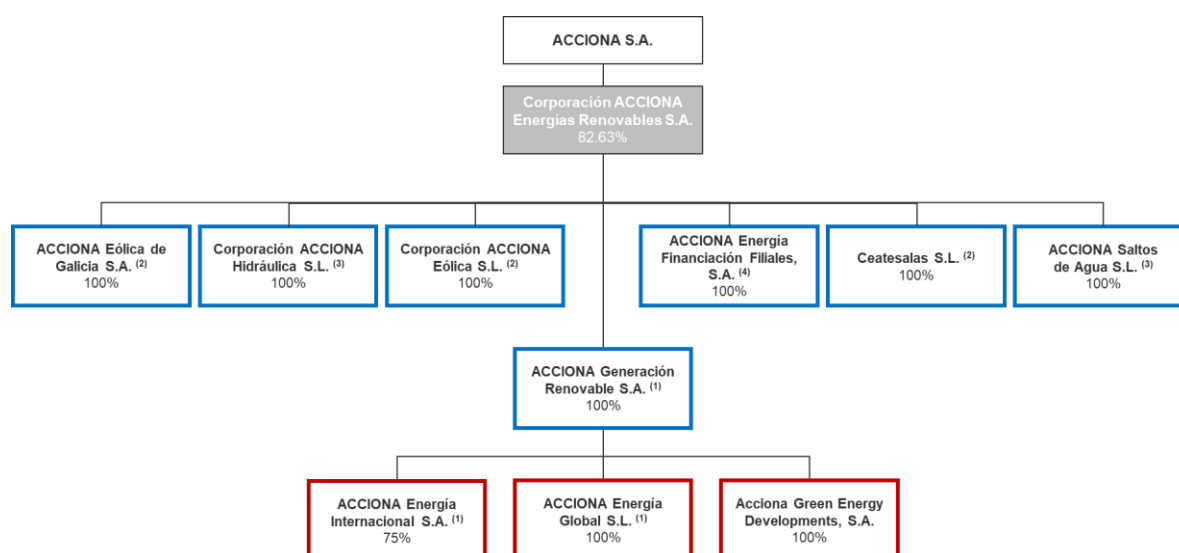 ACCIONA S.A.
Corporación ACCIONA
Energías Renovables S.A.
82.63%
ACCIONA Eólica de
Galicia S.A. (2)
100%
Corporación ACCIONA
Hidráulica S.L. (3)
100%
Corporación ACCIONA
Eólica S.L. (2)
100%
ACCIONA Energía
Financiación Filiales,
S.A. (4)
100%
Ceatesalas S.L. (2)
100%
ACCIONA Saltos
de Agua S.L. (3)
100%
ACCIONA Generación
Renovable S.A. (1)
100%
ACCIONA Energía
Internacional S.A. (1)
75%
ACCIONA Energía
Global S.L. (1)
100%
Acciona Green Energy
Developments, S.A.
100%